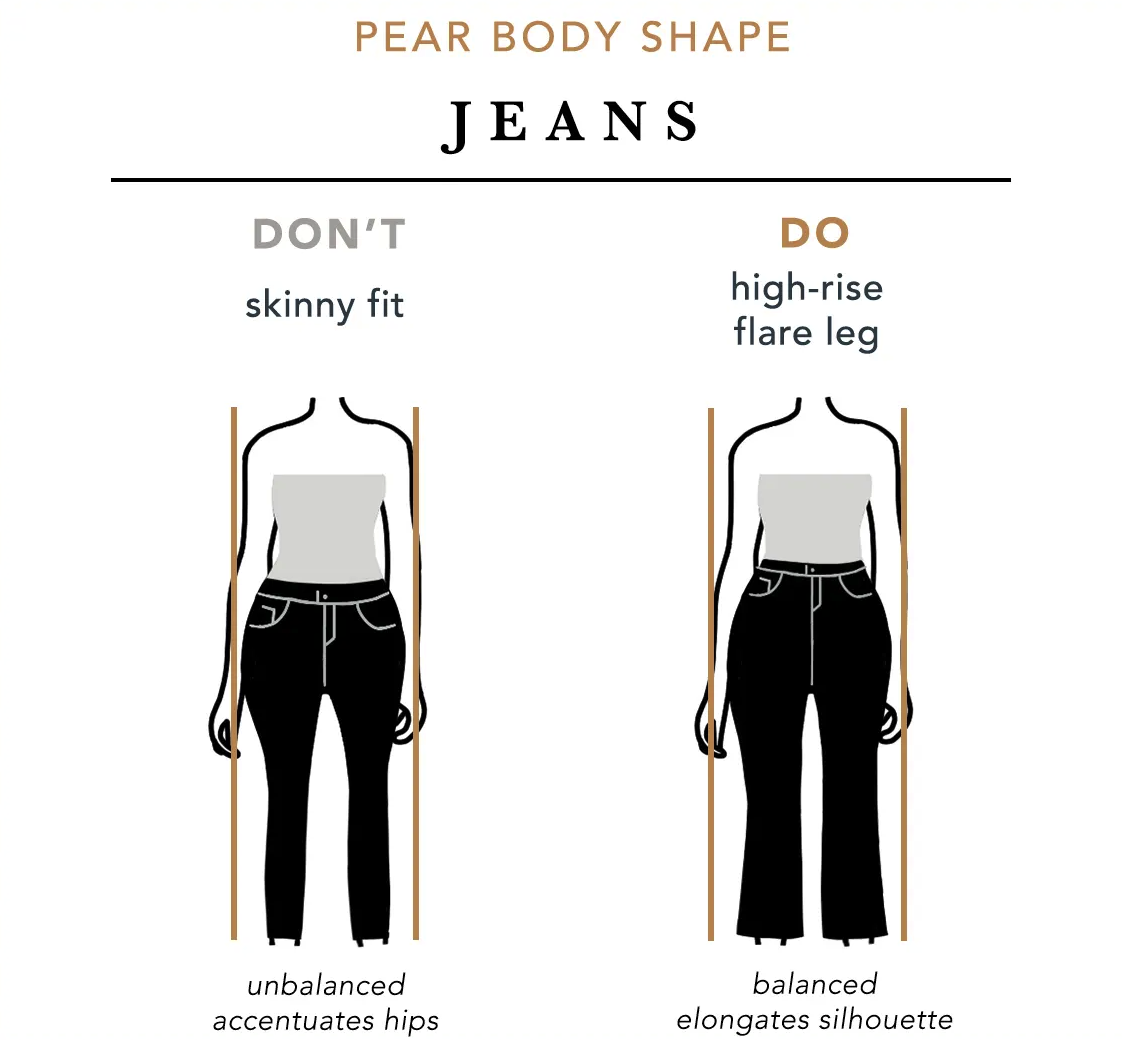 PEAR BODY SHAPE
JEANS
DON’T
skinny fit
unbalanced
accentuates hips
DO
high-rise
flare leg
balanced
elongates silhouette